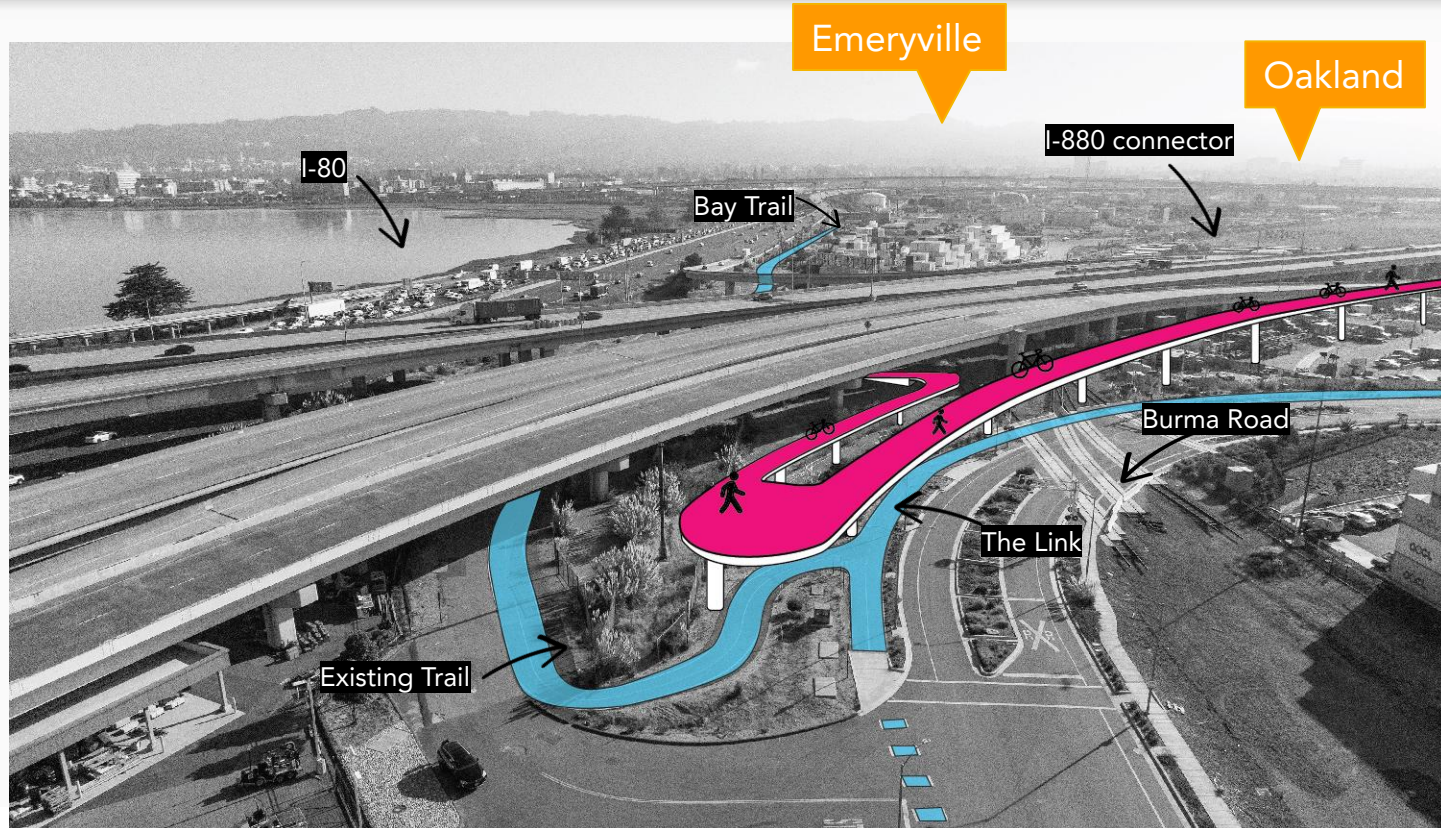 Emeryville
Oakland
I-880 connector
I-80
Bay Trail
Burma Road
The Link
Existing Trail